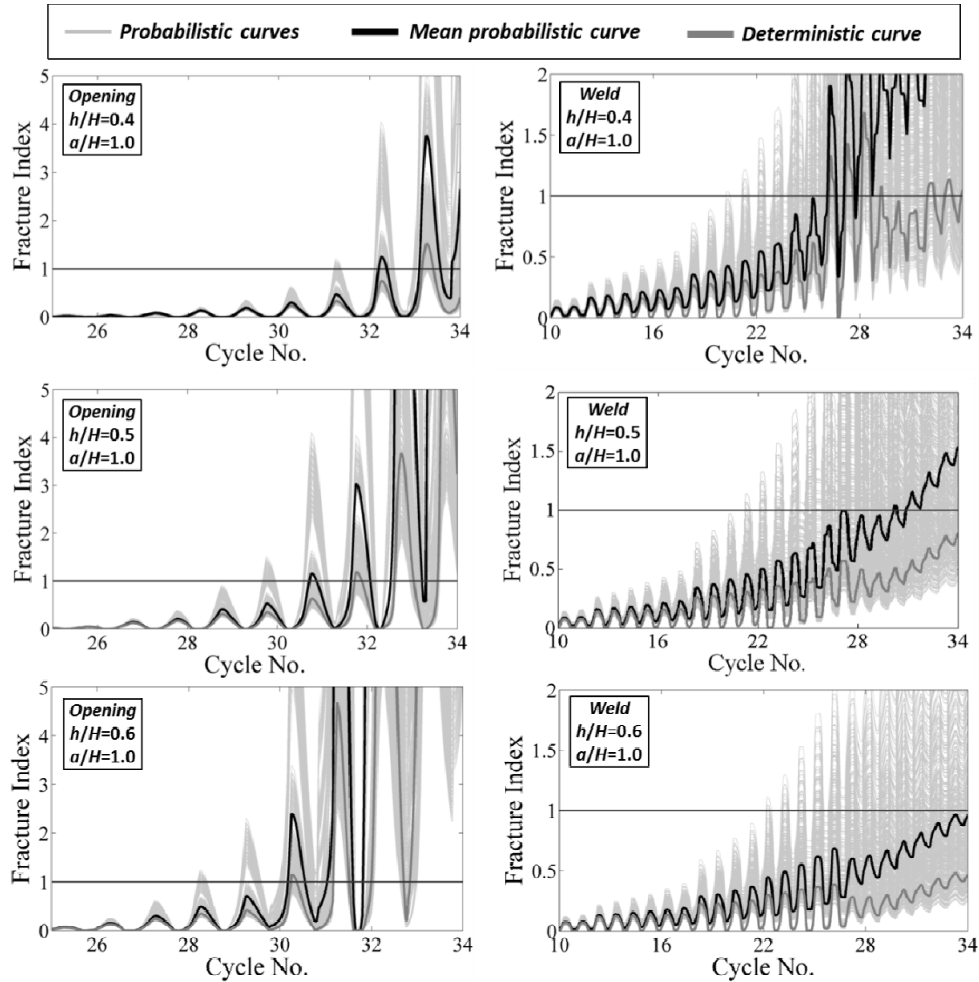 Probabilistic curves Mean probabilistic curve Deterministic curve
Opening
h/H=0.4
a/H=1.0
Fracture Index
5
4
3
2
1
0
26 28 30 32 34
Cycle No.
Weld
h/H=0.4
a/H=1.0
Fracture Index
2
1.5
1
0.5
0
10 16 22 28 34
Cycle No.
Opening
h/H=0.5
a/H=1.0
Fracture Index
5
4
3
2
1
0
26 28 30 32 34
Cycle No.
Weld
h/H=0.5
a/H=1.0
Fracture Index
2
1.5
1
0.5
0
10 16 22 28 34
Cycle No.
Opening
h/H=0.6
a/H=1.0
Fracture Index
5
4
3
2
1
0
26 28 30 32 34
Cycle No.
Weld
h/H=0.6
a/H=1.0
Fracture Index
2
1.5
1
0.5
0
10 16 22 28 34
Cycle No.